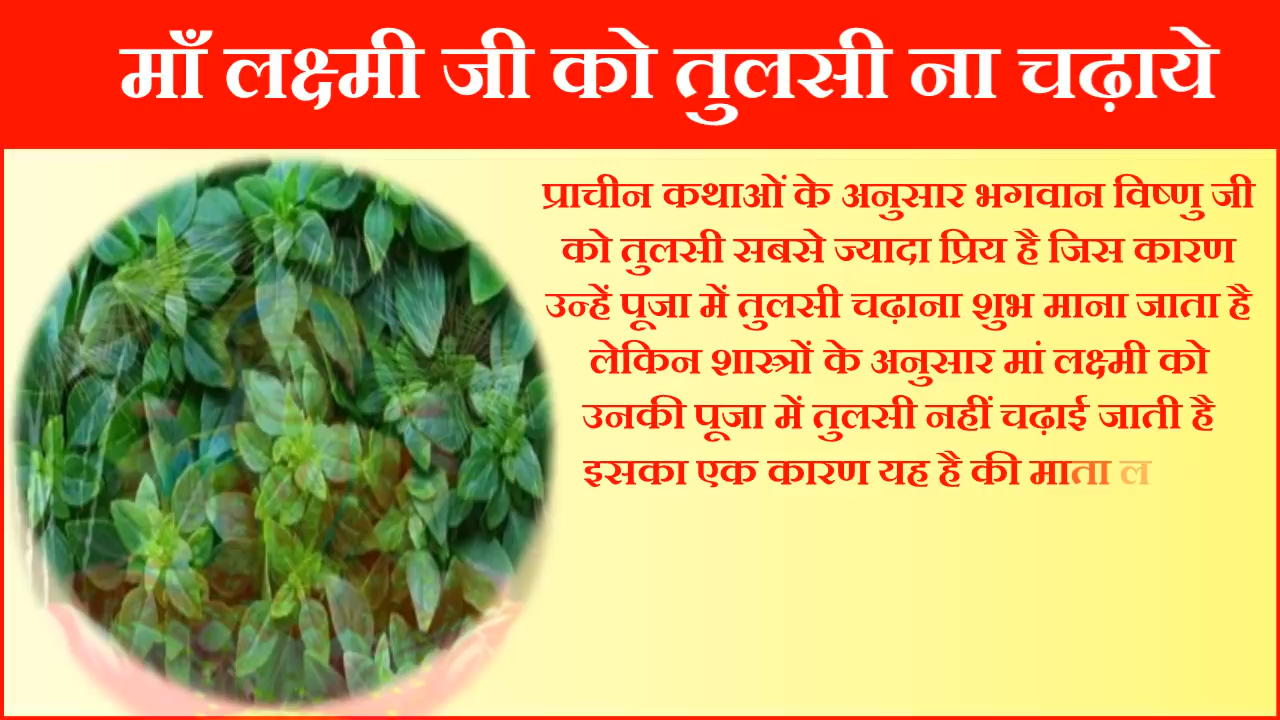 माँ लक्ष्मी जी को तुलसी ना चढ़ाये
प्राचीन कथाओं के अनुसार भगवान विष्णु जी
को तुलसी सबसे ज्यादा प्रिय है जिस कारण
उन्हें पूजा में तुलसी चढ़ाना शुभ माना जाता है
लेकिन शास्त्रों के अनुसार मां लक्ष्मी को
उनकी पूजा में तुलसी नहीं चढ़ाई जाती है
इसका एक कारण यह है की माता ल